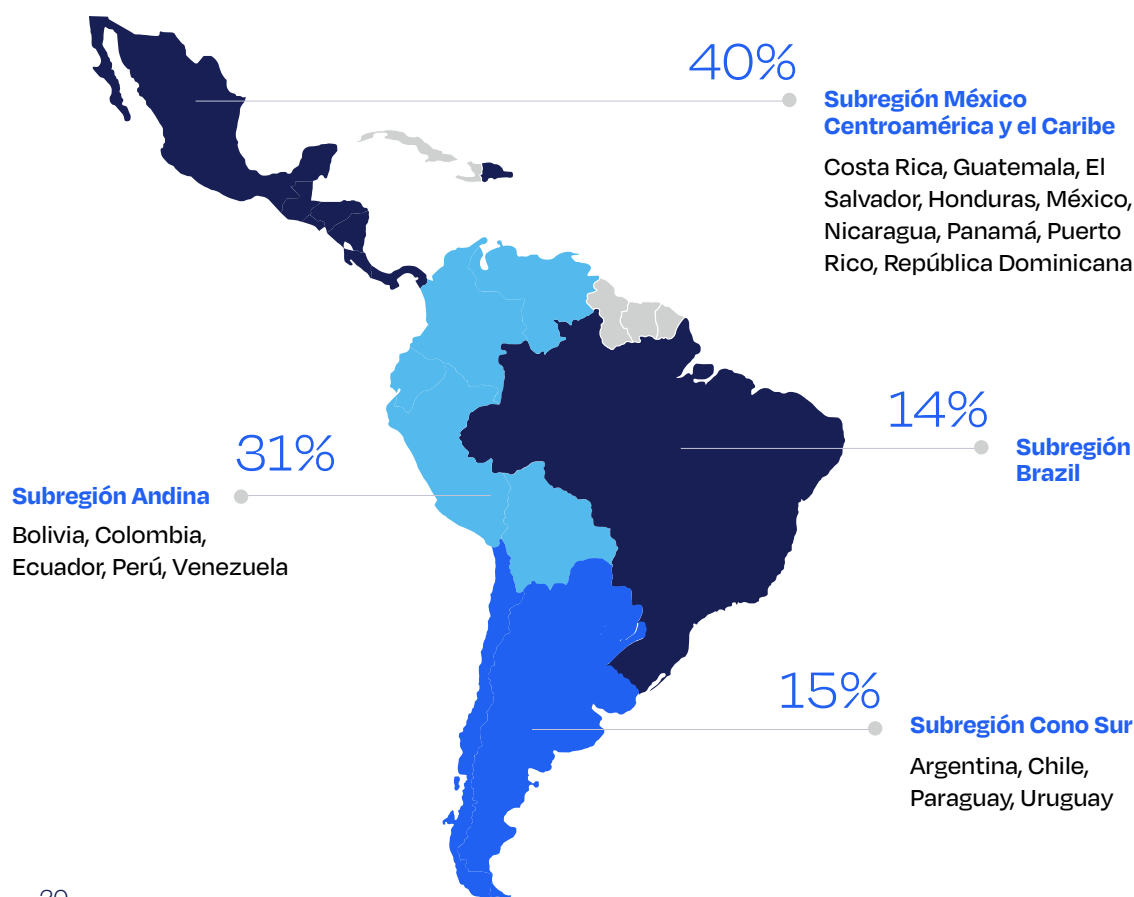 40%
Subregión México
Centroamérica y el Caribe
Costa Rica, Guatemala, El
Salvador, Honduras, México,
Nicaragua, Panamá, Puerto
Rico, República Dominicana
14%
Subregión
Brazil
31%
Subregión Andina
Bolivia, Colombia,
Ecuador, Perú, Venezuela
15%
Subregión Cono Sur
Argentina, Chile,
Paraguay, Uruguay